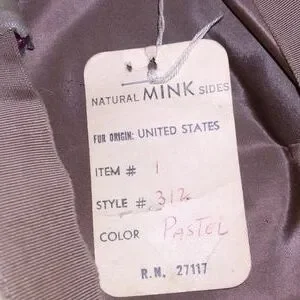 NATURAL MINK SIDES
FUR ORIGIN: UNITED STATES
ITEM # 1
STYLE # 312
COLOR PASTEL
R.N. 27117